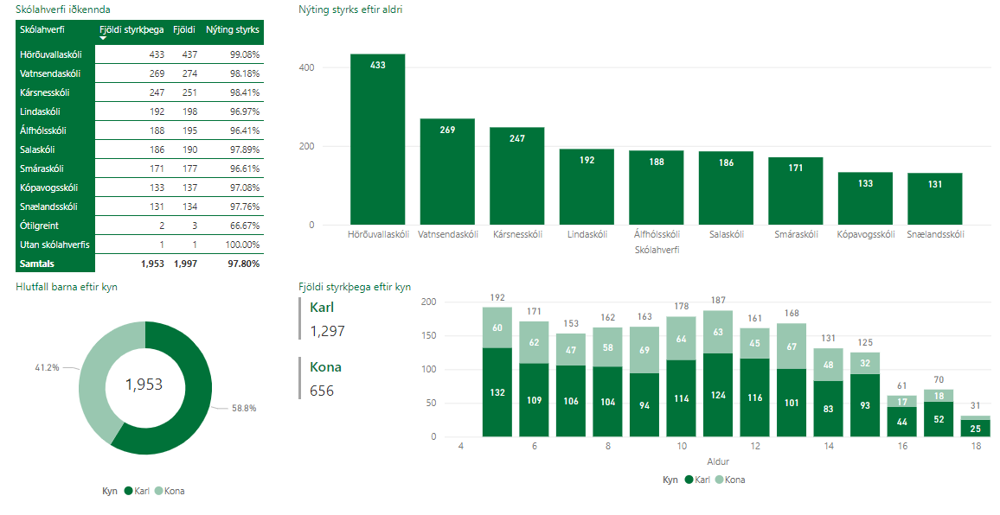 Skólahverfi iðkennda
Skólahverfi Fjöldi styrkþega Fjöldi Nýting styrks
Hörðuvallaskóli 433 437 99.08%
Vatnsendaskóli 269 274 98.18%
Kársnesskóli 247 251 98.41%
Lindaskóli 192 198 96.97%
Álfhólsskóli 188 195 96.41%
Salaskóli 186 190 97.89%
Smáraskóli 171 177 96.61%
Kópavogsskóli 133 137 97.08%
Snælandsskóli 131 134 97.76%
Ótilgreint 2 3 66.67%
Utan skólahverfis 1 1 100.00%
Samtals 1,953 1,997 97.80%
Nýting styrks eftir aldri
400
200
0
433 269 247 192 188 186 171 133 131
Hörðuvallaskóli Vatnsendaskóli Kársnesskóli Lindaskóli Álfhólsskóli Salaskóli Smáraskóli Kópavogsskóli Snælandsskóli
Skólahverfi
Hlutfall barna eftir kyn
41.2%
1,953
58.8%
Kyn Karl Kona
Fjöldi styrkþega eftir kyn
Karl
1,297
Kona
656
200
150
100
50
0
192 171 153 162 163 178 187 161 168 131 125 61 70 31
60 62 47 58 69 64 63 45 67 48 32 17 18
132 109 106 104 94 114 124 116 101 83 93 44 52 25
4 6 8 10 12 14 16 18
Aldur
Kyn Karl Kona